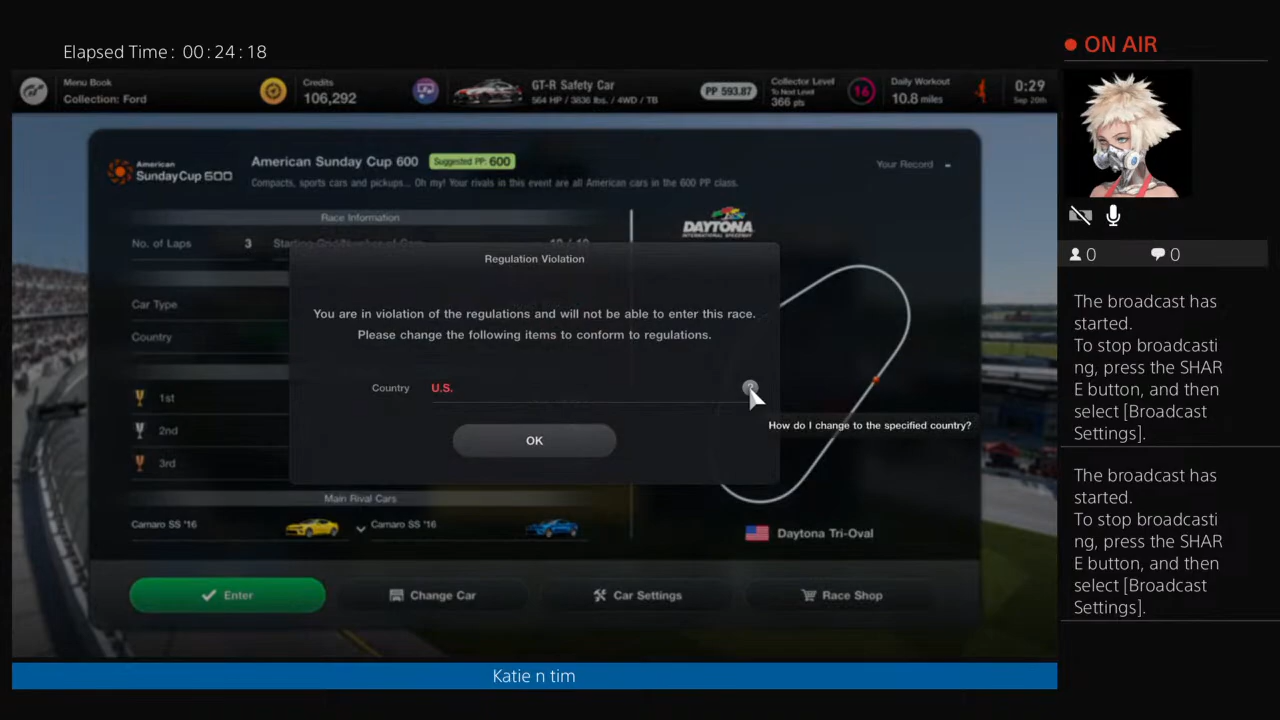 Elapsed Time: 00:24:18
ON AIR
Menu Book
Collection: Ford
Credits
106,292
GT-R Safety Car
564 HP / 3836 lbs. / 4WD / TB
PP 593.87
Collector Level
To Next Level
366 pts
16
Daily Workout
10.8 miles
0:29
Sep 20th
American
SundayCup 600
American Sunday Cup 600
Suggested PP: 600
Compacts, sports cars and pickups... Oh my! Your rivals in this event are all American cars in the 600 PP class.
Your Record -
Race Information
No. of Laps 3
DAYTONA
INTERNATIONAL SPEEDWAY
Regulation Violation
You are in violation of the regulations and will not be able to enter this race.
Please change the following items to conform to regulations.
Country U.S.
?
How do I change to the specified country?
OK
Car Type
Country
1st
2nd
3rd
Main Rival Cars
Camaro SS '16
Camaro SS '16
Daytona Tri-Oval
Enter
Change Car
Car Settings
Race Shop
Katie n tim
0
0
The broadcast has
started.
To stop broadcasti
ng, press the SHAR
E button, and then
select [Broadcast
Settings].
The broadcast has
started.
To stop broadcasti
ng, press the SHAR
E button, and then
select [Broadcast
Settings].